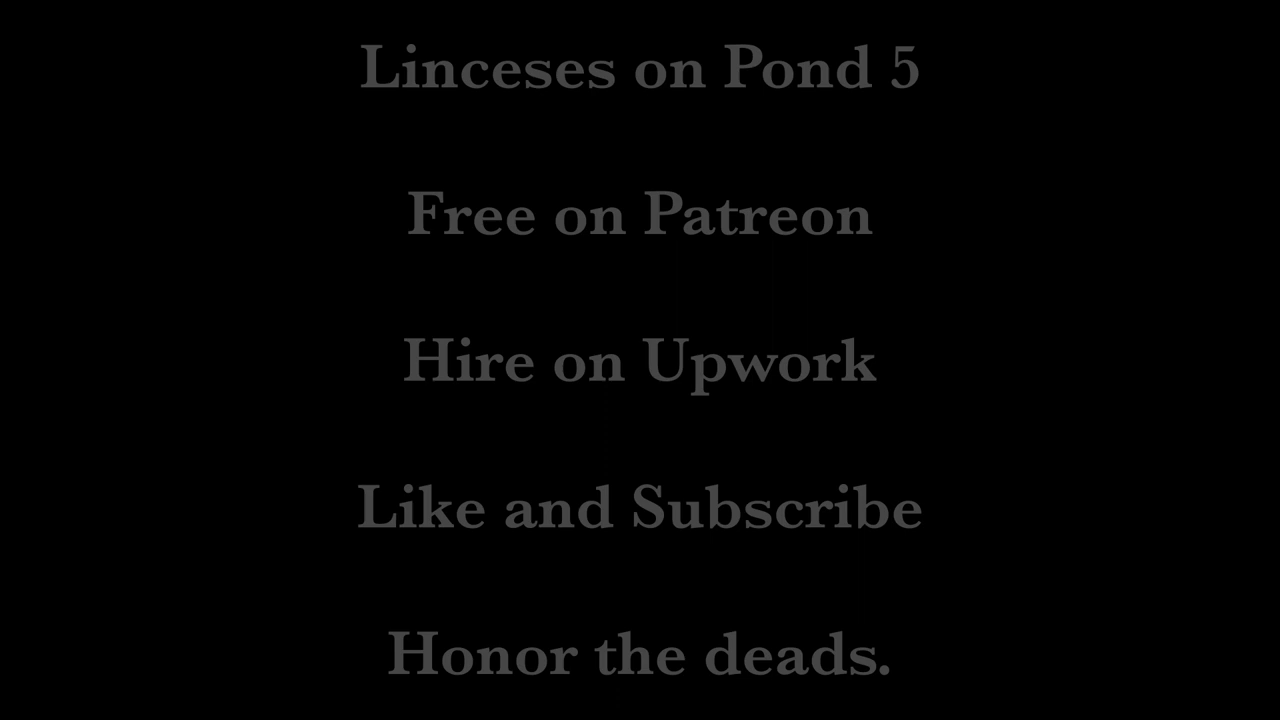 Linceses on Pond 5
Free on Patreon
Hire on Upwork
Like and Subscribe
Honor the deads.